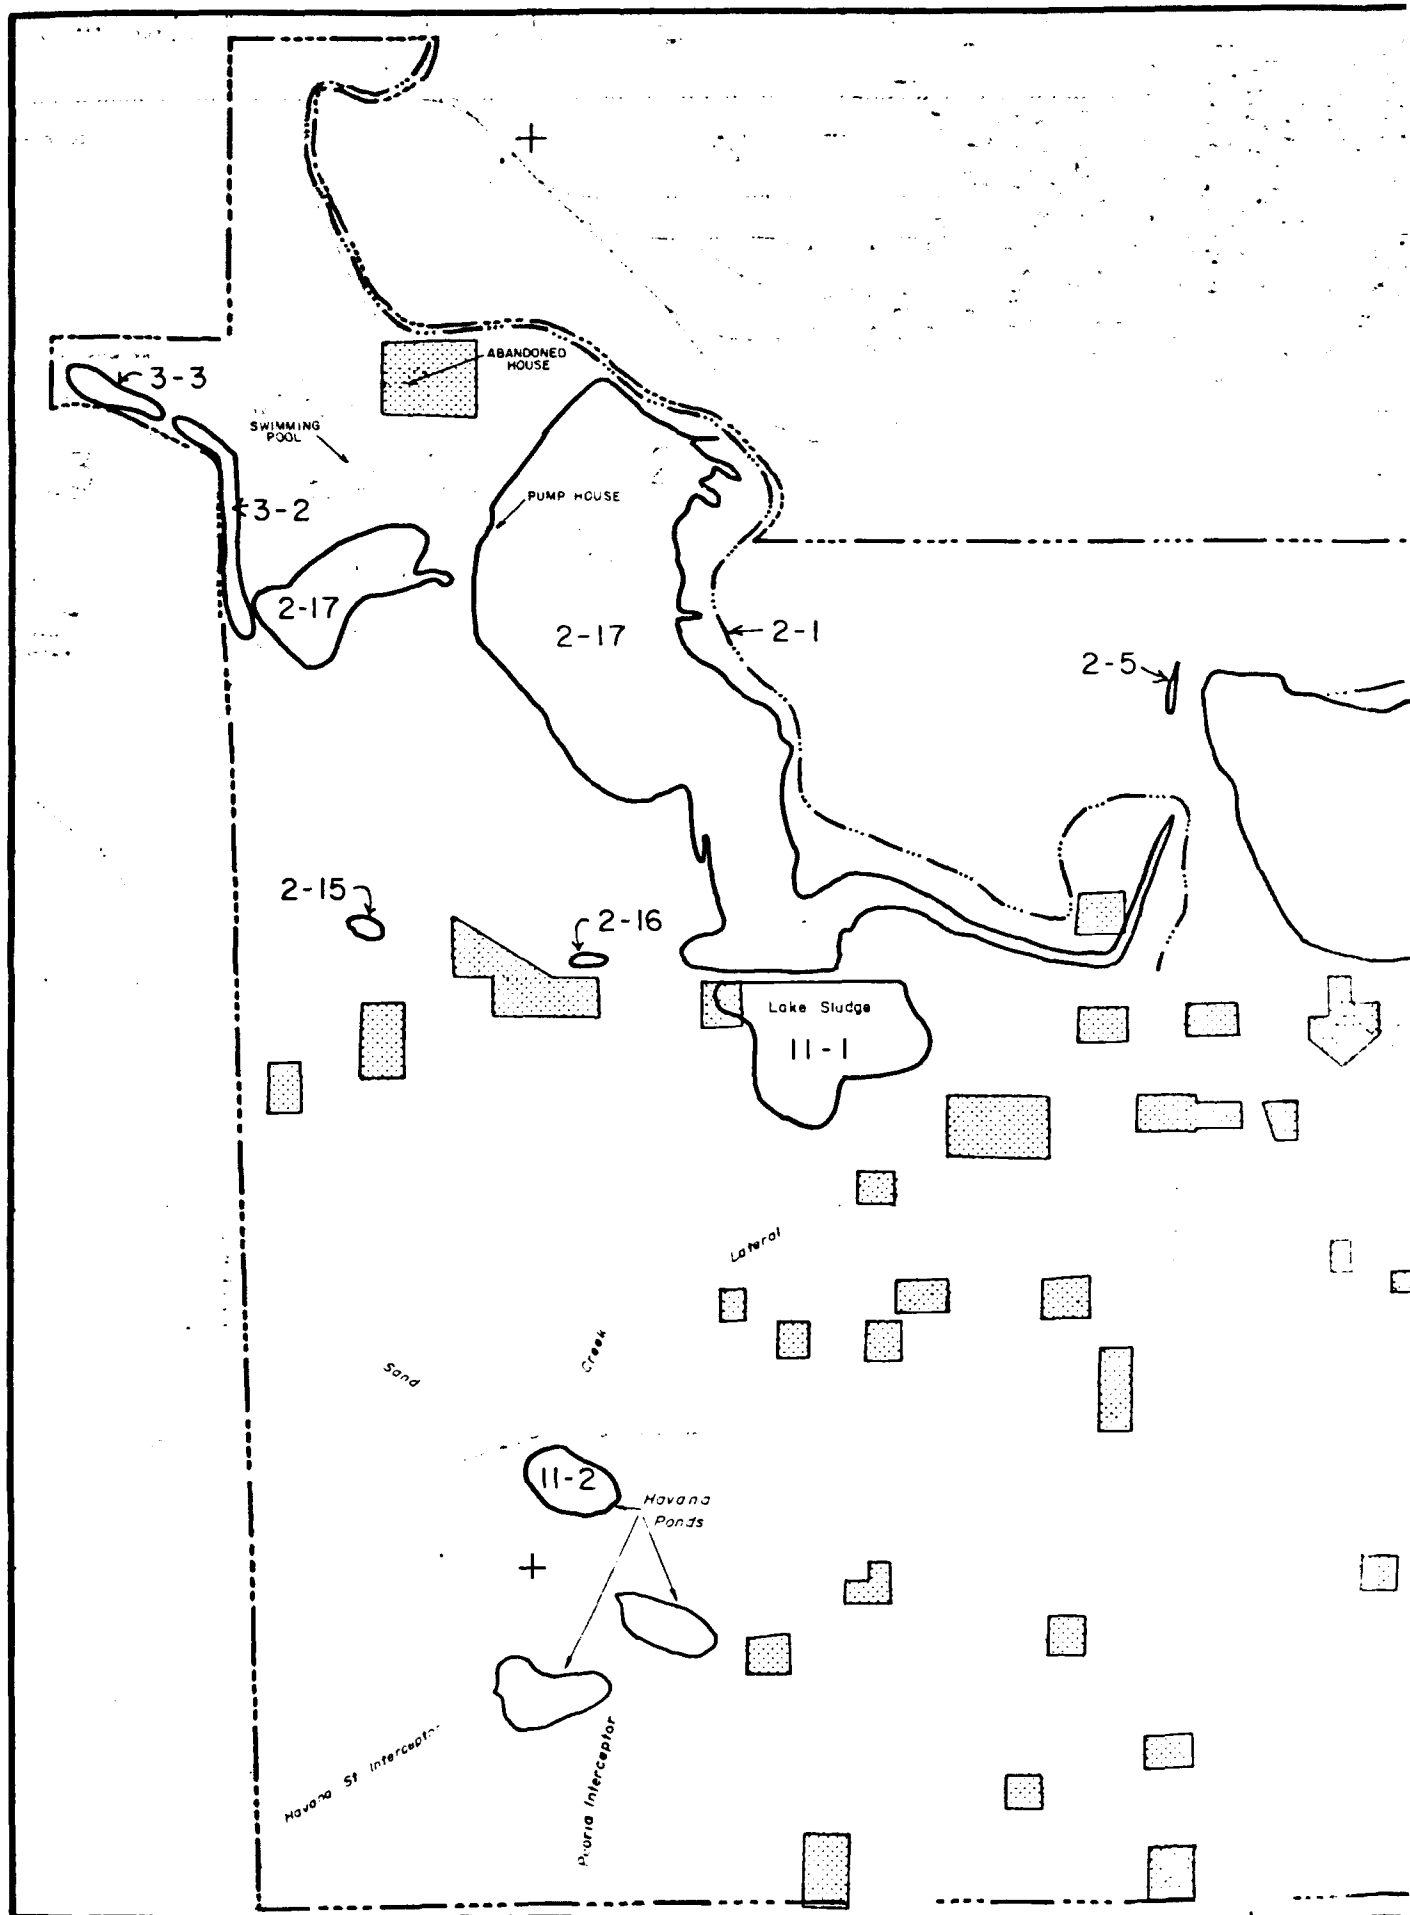 ABANDONED
HOUSE
3-3
SWIMMING
POOL
PUMP HOUSE
3-2
2-17
2-17
2-1
2-5
2-15
2-16
Lake Sludge
11-1
Lateral
Creek
Sand
11-2
Havana
Ponds
Havana St Interceptor
Peoria Interceptor